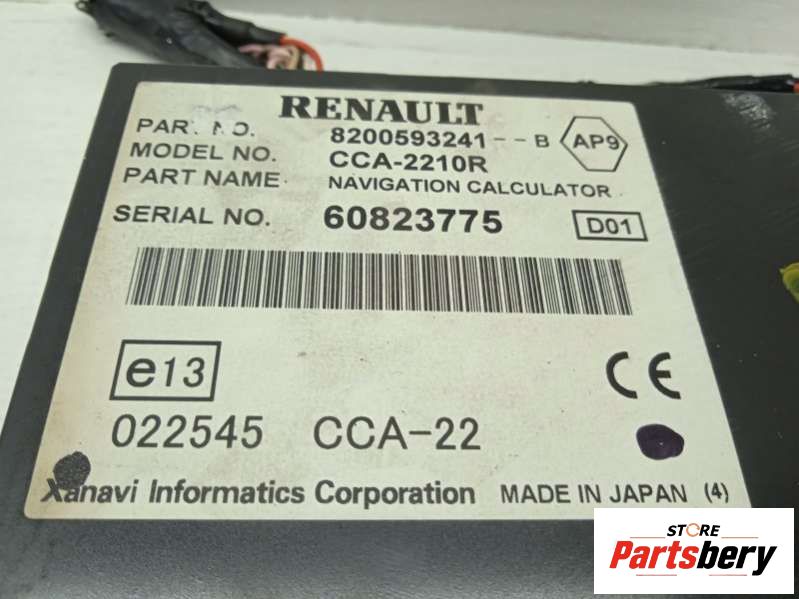 RENAULT
PART NO. 8200593241--B AP9
MODEL NO. CCA-2210R
PART NAME NAVIGATION CALCULATOR
SERIAL NO. 60823775 D01
e13 CE
022545 CCA-22
Xanavi Informatics Corporation MADE IN JAPAN (4)
STORE
Partsbery